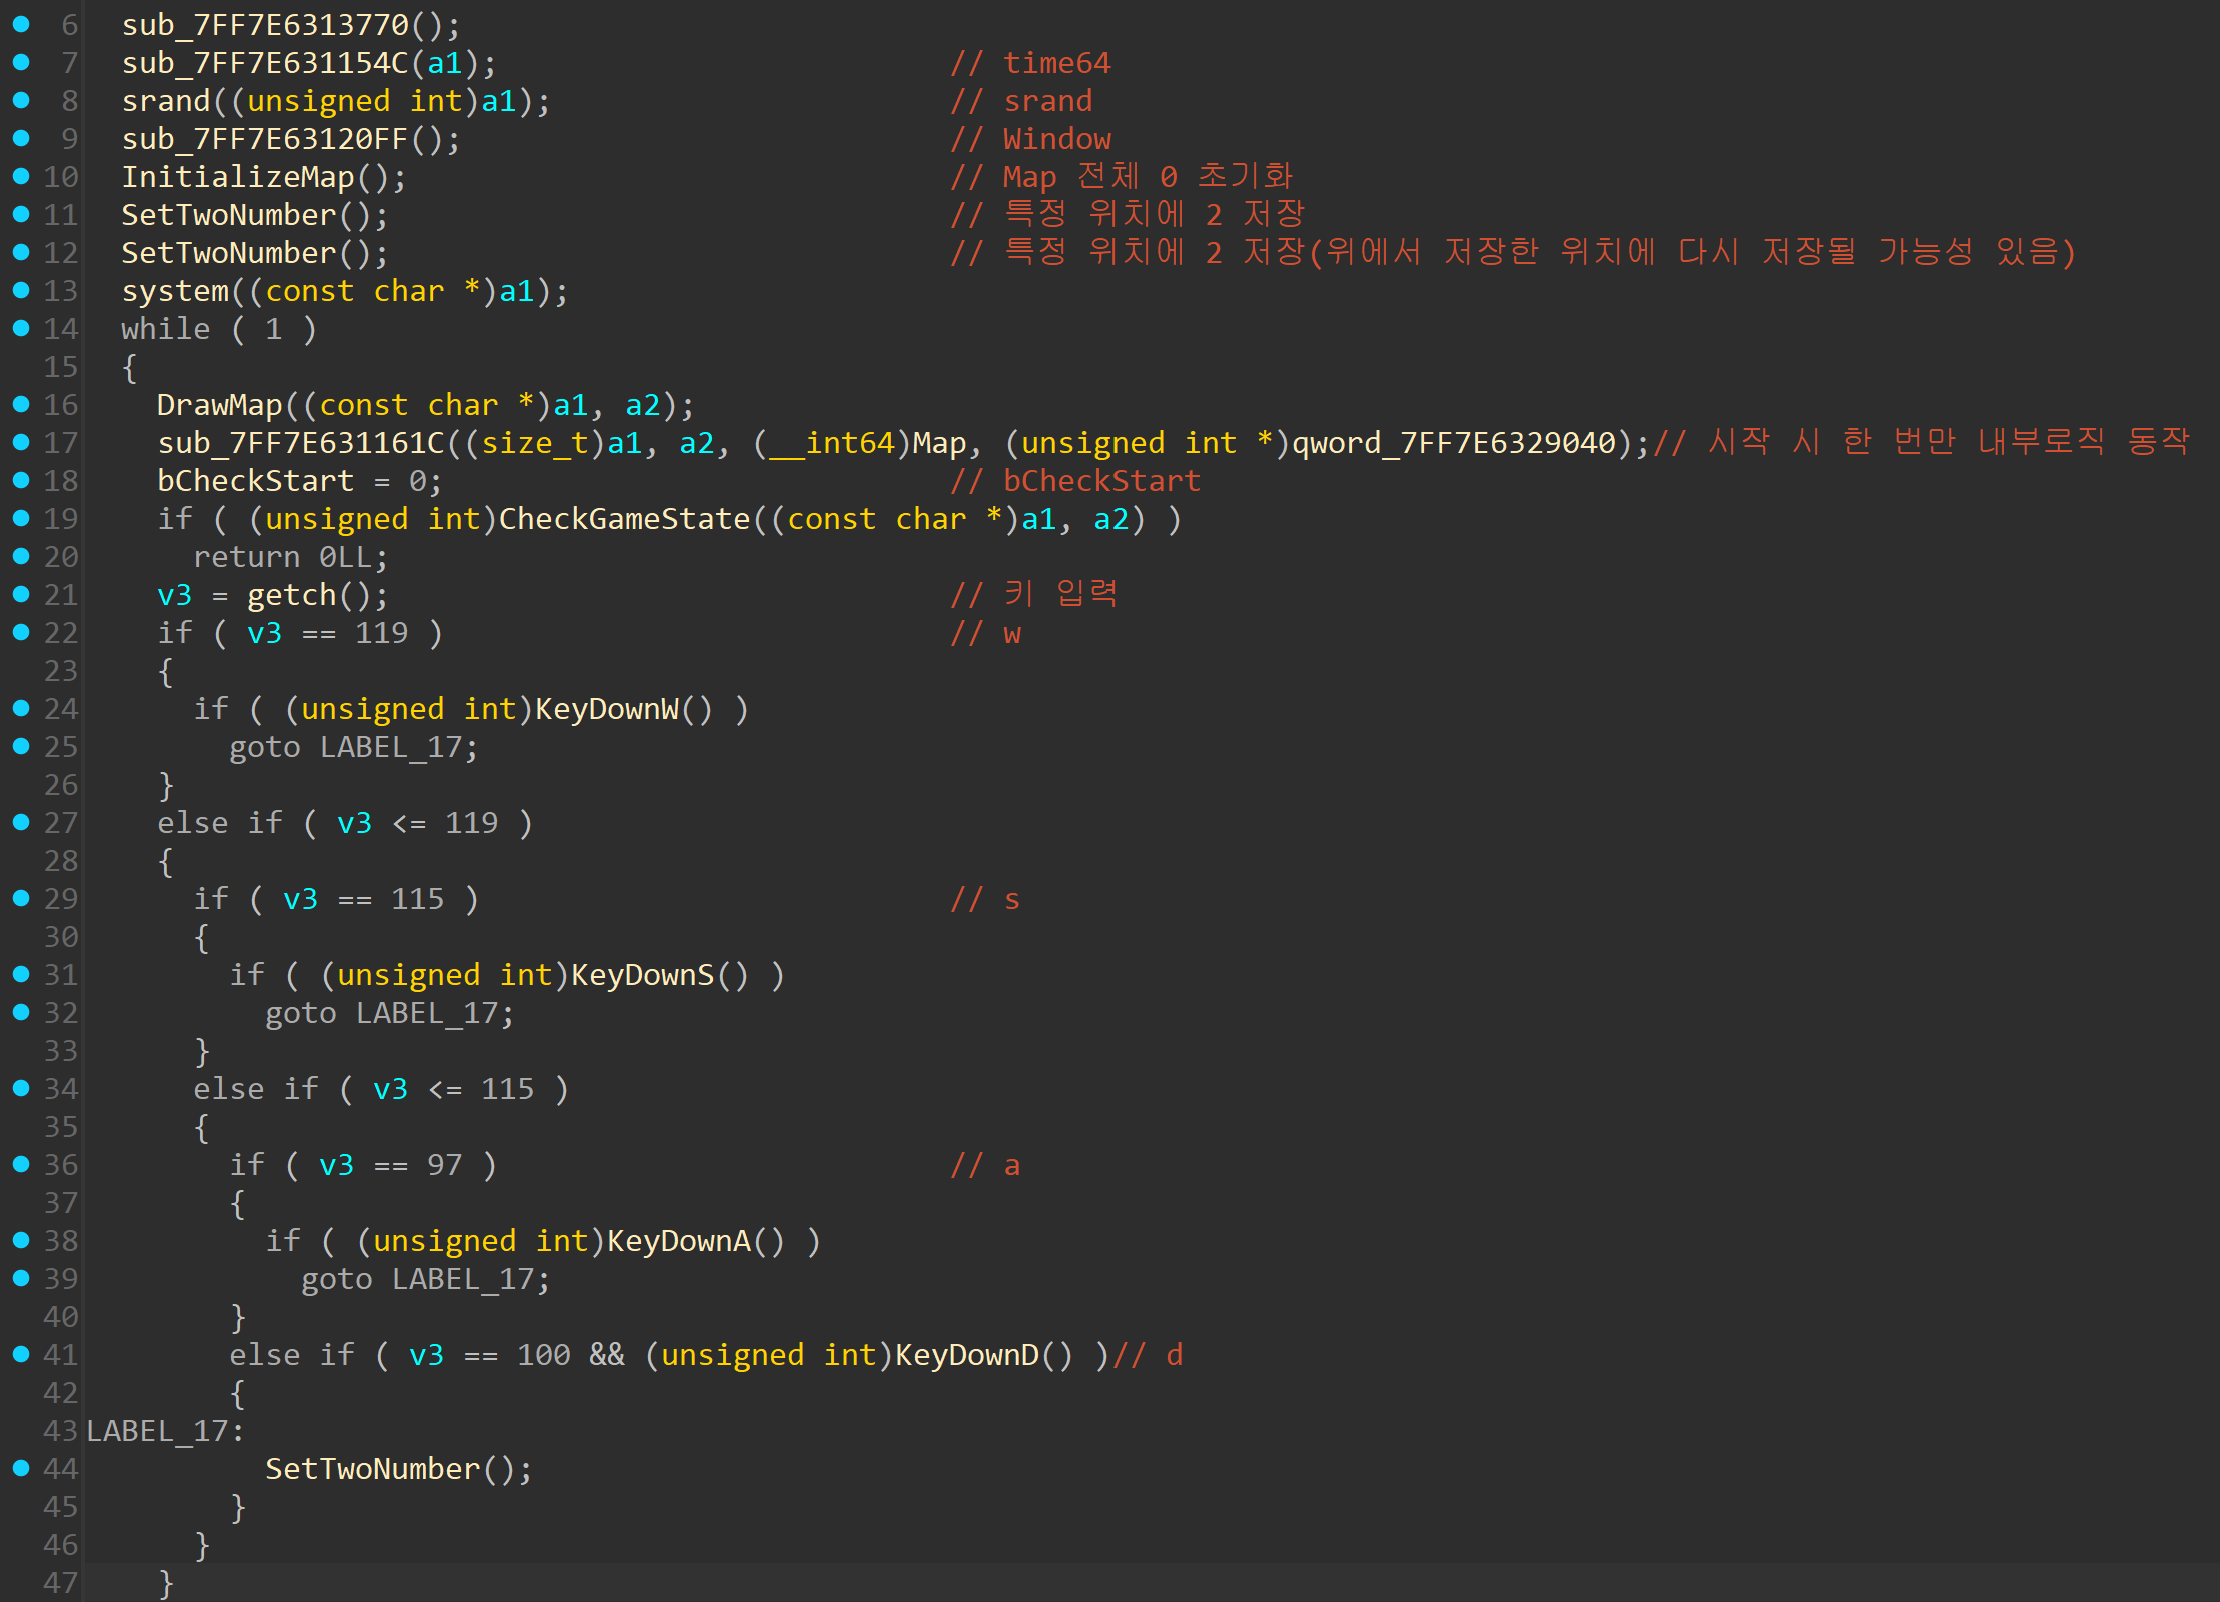 6 sub_7FF7E6313770();
7 sub_7FF7E631154C(a1); // time64
8 srand((unsigned int)a1); // srand
9 sub_7FF7E63120FF(); // Window
10 InitializeMap(); // Map 전체 0 초기화
11 SetTwoNumber(); // 특정 위치에 2 저장
12 SetTwoNumber(); // 특정 위치에 2 저장(위에서 저장한 위치에 다시 저장될 가능성 있음)
13 system((const char *)a1);
14 while ( 1 )
15 {
16 DrawMap((const char *)a1, a2);
17 sub_7FF7E631161C((size_t)a1, a2, (__int64)Map, (unsigned int *)qword_7FF7E6329040);// 시작 시 한 번만 내부로직 동작
18 bCheckStart = 0; // bCheckStart
19 if ( (unsigned int)CheckGameState((const char *)a1, a2) )
20 return 0LL;
21 v3 = getch(); // 키 입력
22 if ( v3 == 119 ) // w
23 {
24 if ( (unsigned int)KeyDownW() )
25 goto LABEL_17;
26 }
27 else if ( v3 <= 119 )
28 {
29 if ( v3 == 115 ) // s
30 {
31 if ( (unsigned int)KeyDownS() )
32 goto LABEL_17;
33 }
34 else if ( v3 <= 115 )
35 {
36 if ( v3 == 97 ) // a
37 {
38 if ( (unsigned int)KeyDownA() )
39 goto LABEL_17;
40 }
41 else if ( v3 == 100 && (unsigned int)KeyDownD() )// d
42 {
43 LABEL_17:
44 SetTwoNumber();
45 }
46 }
47 }